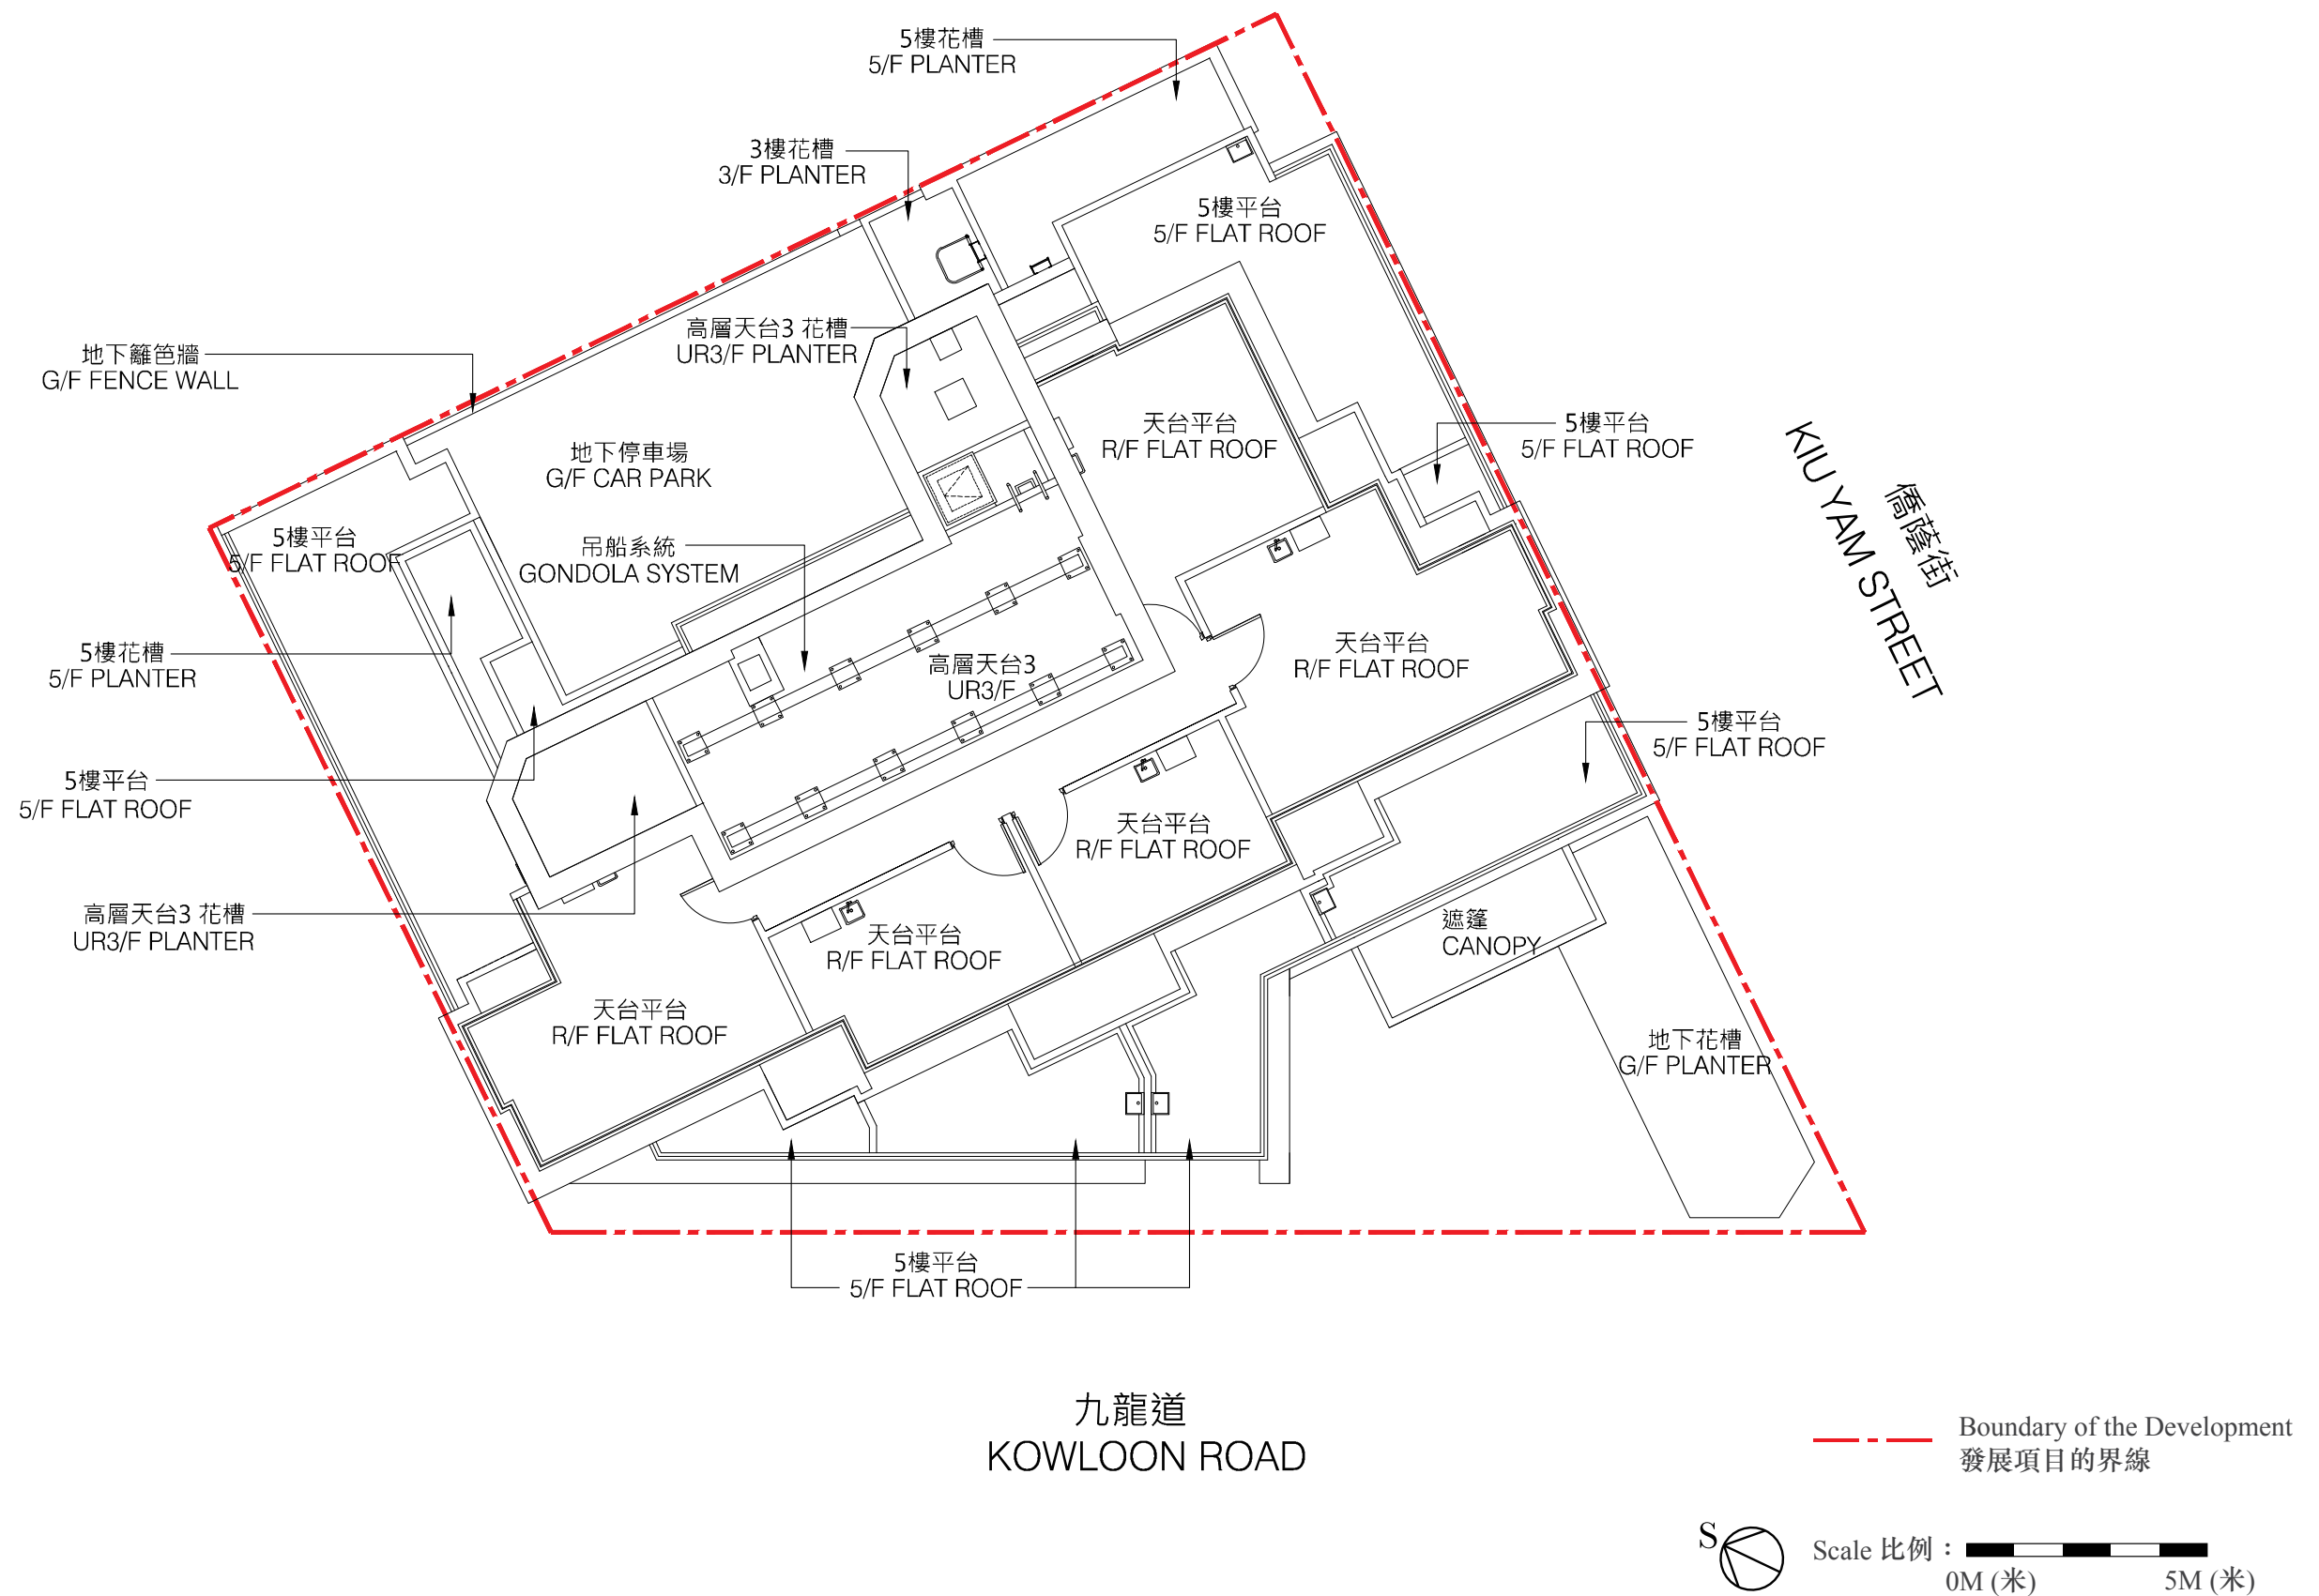 5樓花槽
5/F PLANTER
3樓花槽
3/F PLANTER
5樓平台
5/F FLAT ROOF
高層天台3 花槽
UR3/F PLANTER
地下籬笆牆
G/F FENCE WALL
天台平台
R/F FLAT ROOF
5樓平台
5/F FLAT ROOF
僑蔭街
KIU YAM STREET
地下停車場
G/F CAR PARK
5樓平台
5/F FLAT ROOF
吊船系統
GONDOLA SYSTEM
5樓花槽
5/F PLANTER
高層天台3
UR3/F
天台平台
R/F FLAT ROOF
5樓平台
5/F FLAT ROOF
5樓平台
5/F FLAT ROOF
天台平台
R/F FLAT ROOF
高層天台3 花槽
UR3/F PLANTER
天台平台
R/F FLAT ROOF
遮篷
CANOPY
天台平台
R/F FLAT ROOF
地下花槽
G/F PLANTER
5樓平台
5/F FLAT ROOF
九龍道
KOWLOON ROAD
Boundary of the Development
發展項目的界線
S
Scale 比例：
0M (米) 5M (米)